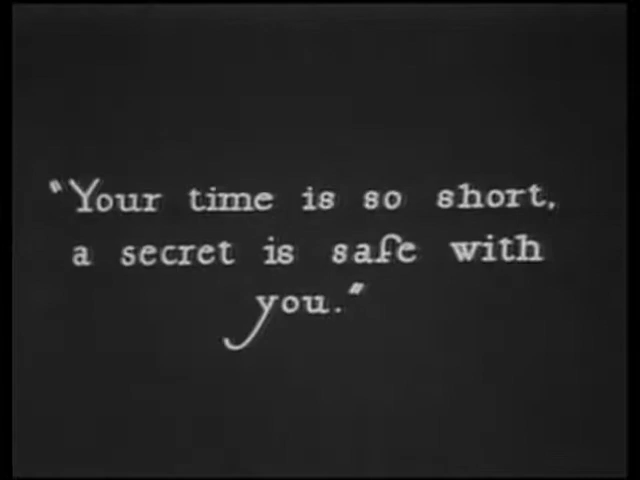 "Your time is so short,
a secret is safe with
you."